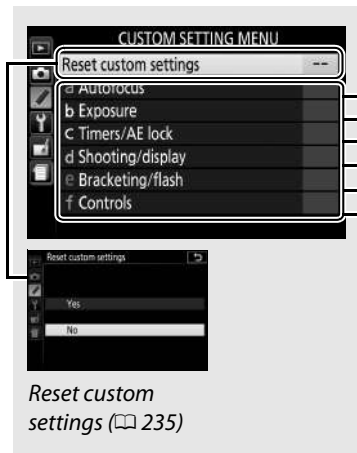 CUSTOM SETTING MENU
Reset custom settings --
a Autofocus
b Exposure
c Timers/AE lock
d Shooting/display
e Bracketing/flash
f Controls
Reset custom settings
Yes
No
Reset custom
settings (📖 235)